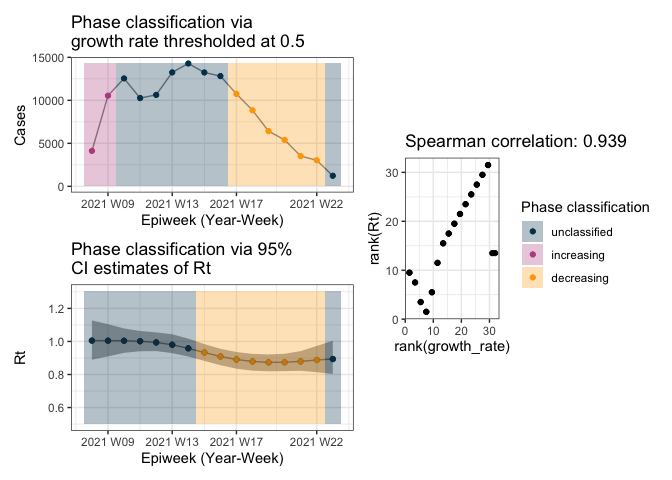 Phase classification via
growth rate thresholded at 0.5
15000
10000
5000
0
Cases
2021 W09
2021 W13
2021 W17
2021 W22
Epiweek (Year-Week)
Phase classification via 95%
CI estimates of Rt
1.2
1.0
0.8
0.6
Rt
2021 W09
2021 W13
2021 W17
2021 W22
Epiweek (Year-Week)
Spearman correlation: 0.939
30
20
10
0
rank(Rt)
0
10
20
30
rank(growth_rate)
Phase classification
unclassified
increasing
decreasing